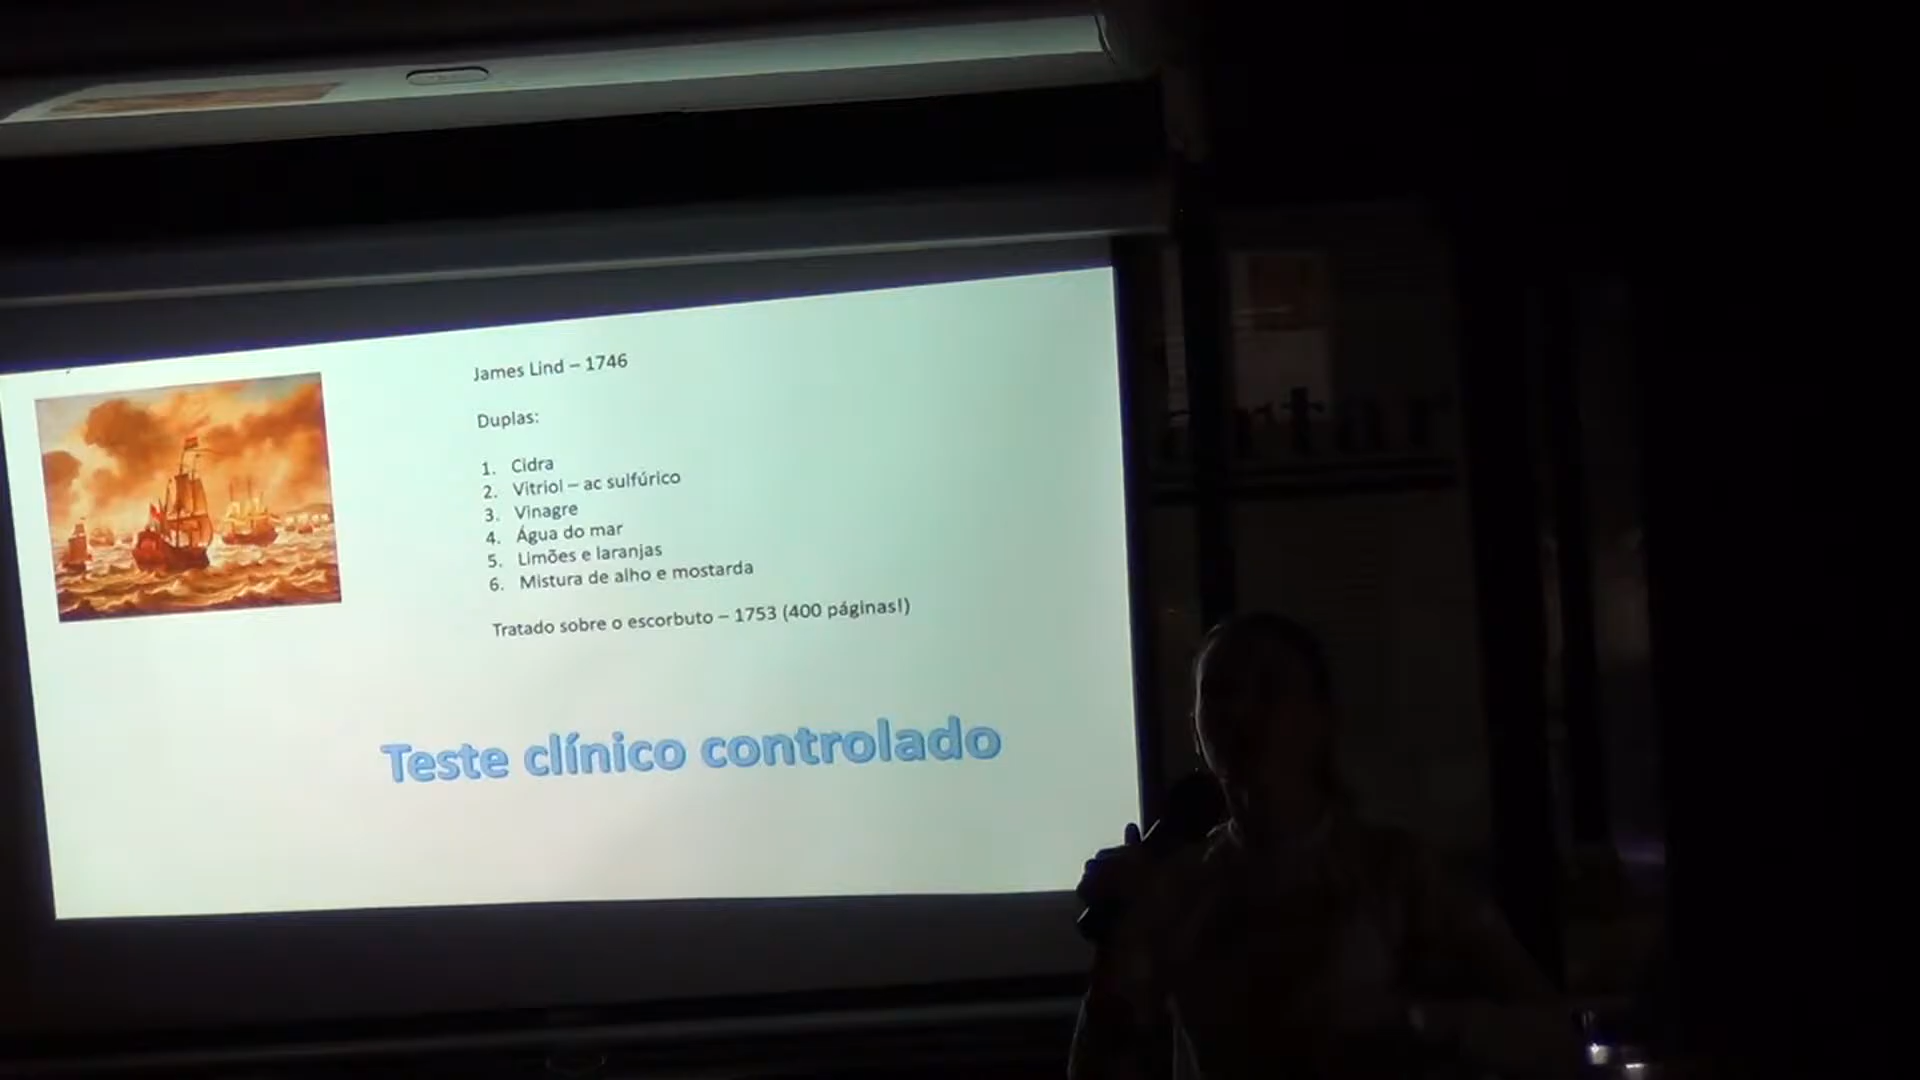 James Lind – 1746
Duplas:
1. Cidra
2. Vitriol – ac sulfúrico
3. Vinagre
4. Água do mar
5. Limões e laranjas
6. Mistura de alho e mostarda
Tratado sobre o escorbuto – 1753 (400 páginas!)
Teste clínico controlado